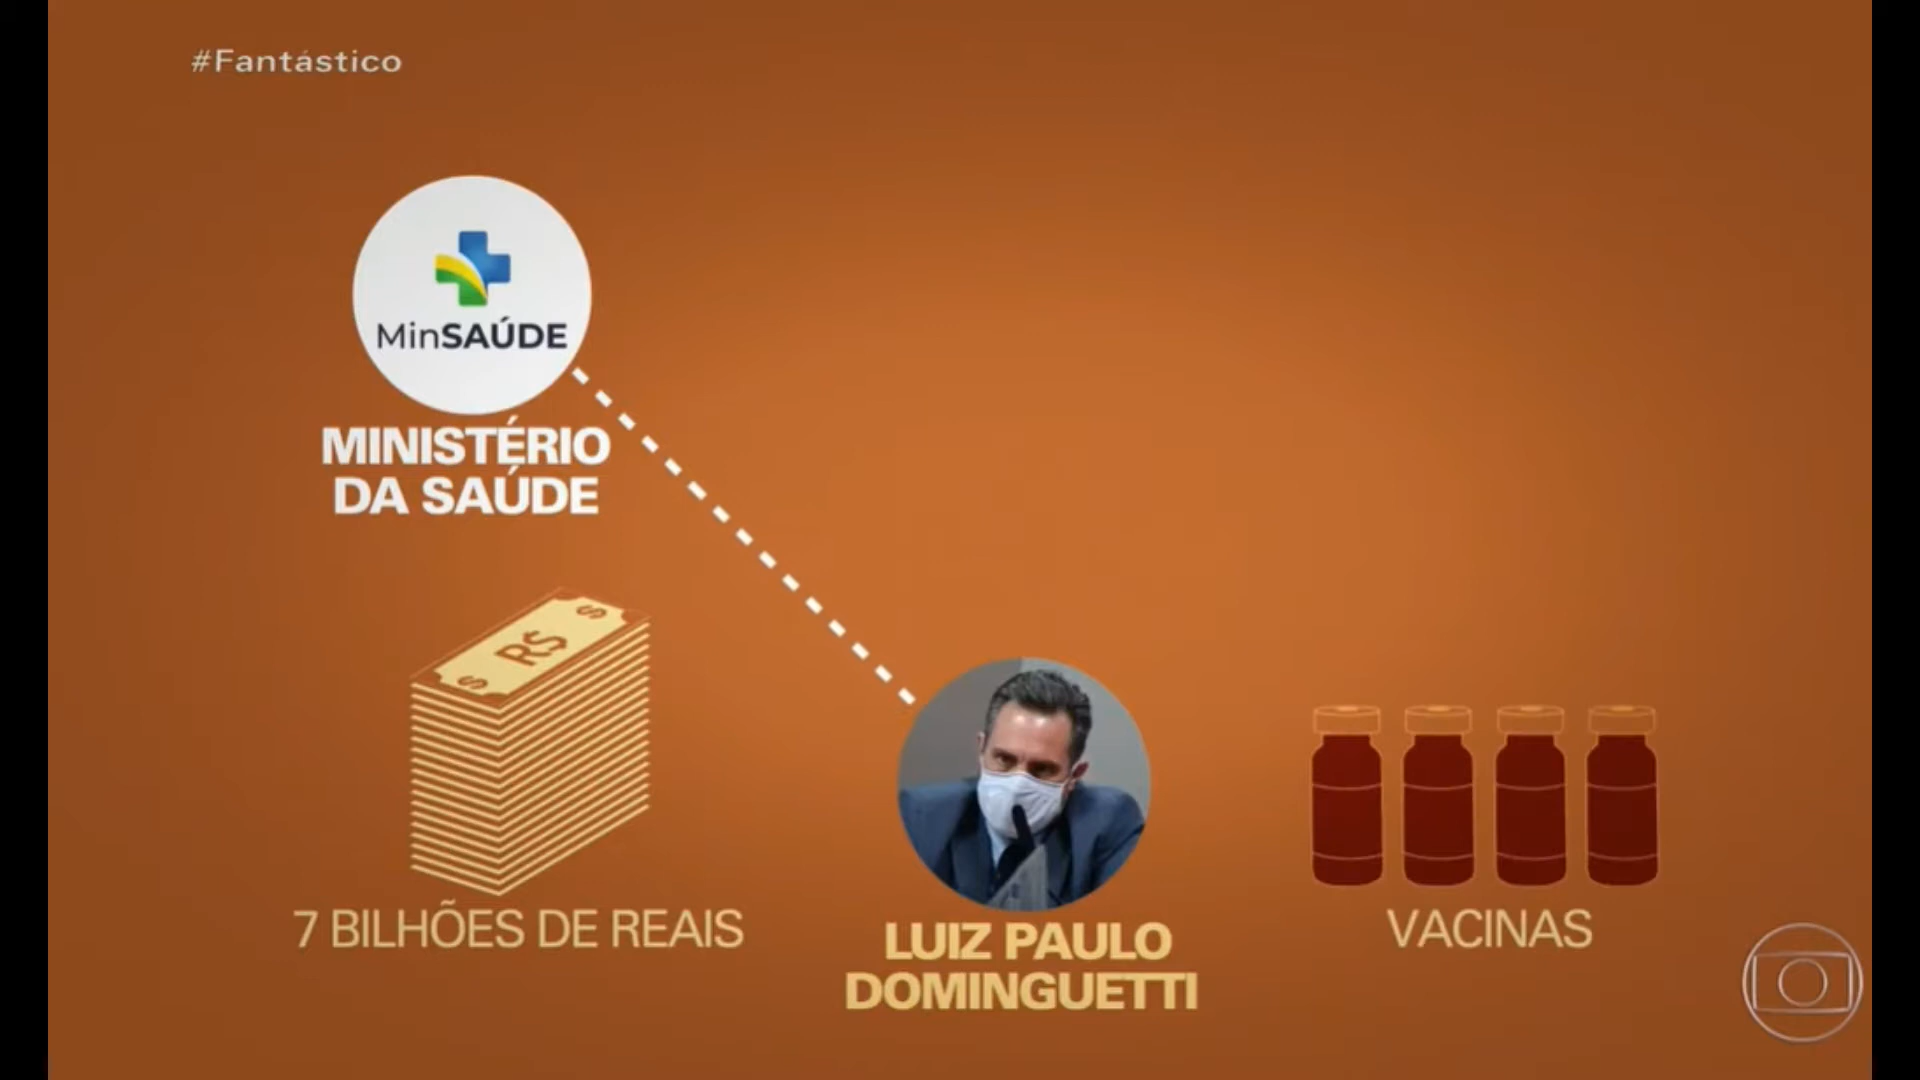 #Fantástico
MinSAÚDE
MINISTÉRIO
DA SAÚDE
R$
$
$
7 BILHÕES DE REAIS
LUIZ PAULO
DOMINGUETTI
VACINAS